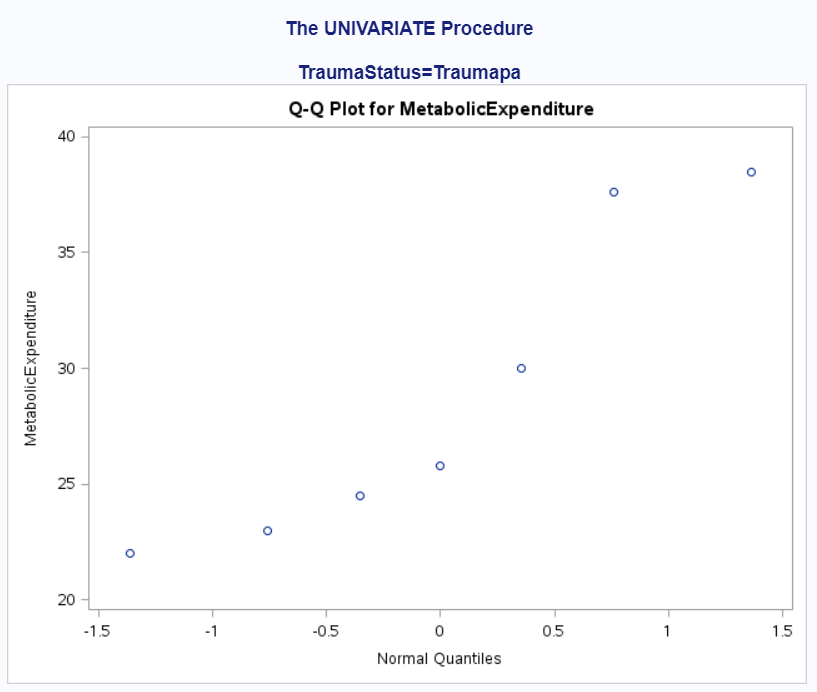 The UNIVARIATE Procedure
TraumaStatus=Traumapa
Q-Q Plot for MetabolicExpenditure
40
35
30
25
20
MetabolicExpenditure
-1.5 -1 -0.5 0 0.5 1 1.5
Normal Quantiles